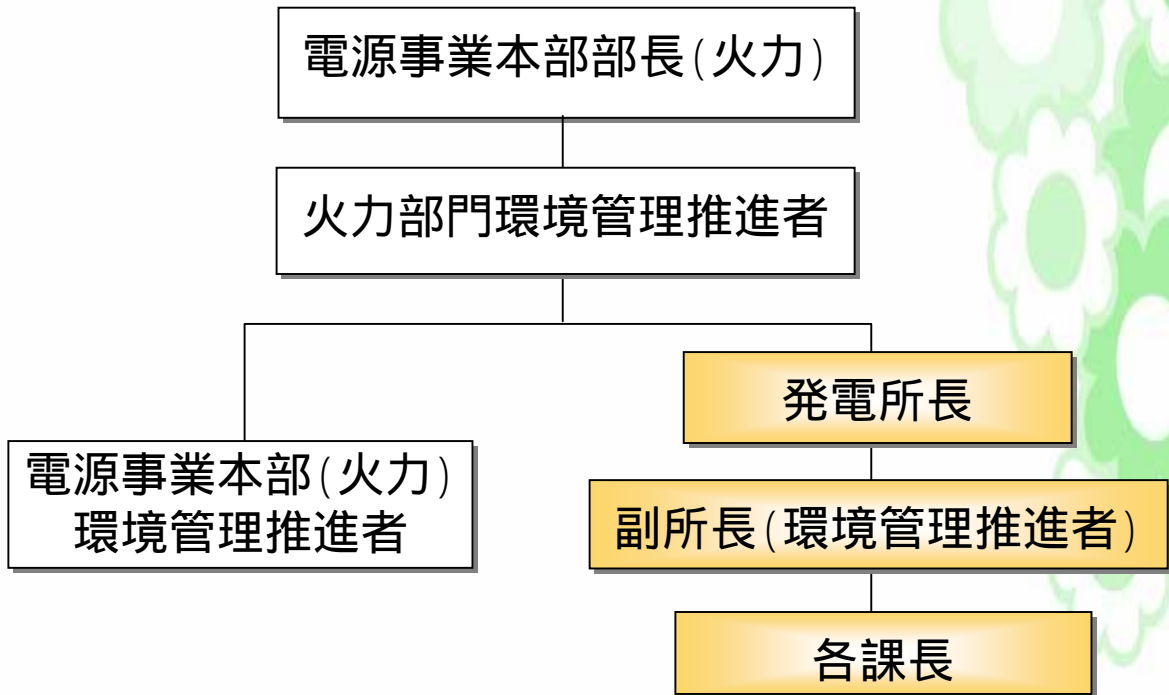 電源事業本部部長(火力)
火力部門環境管理推進者
発電所長
電源事業本部(火力)
環境管理推進者
副所長(環境管理推進者)
各課長